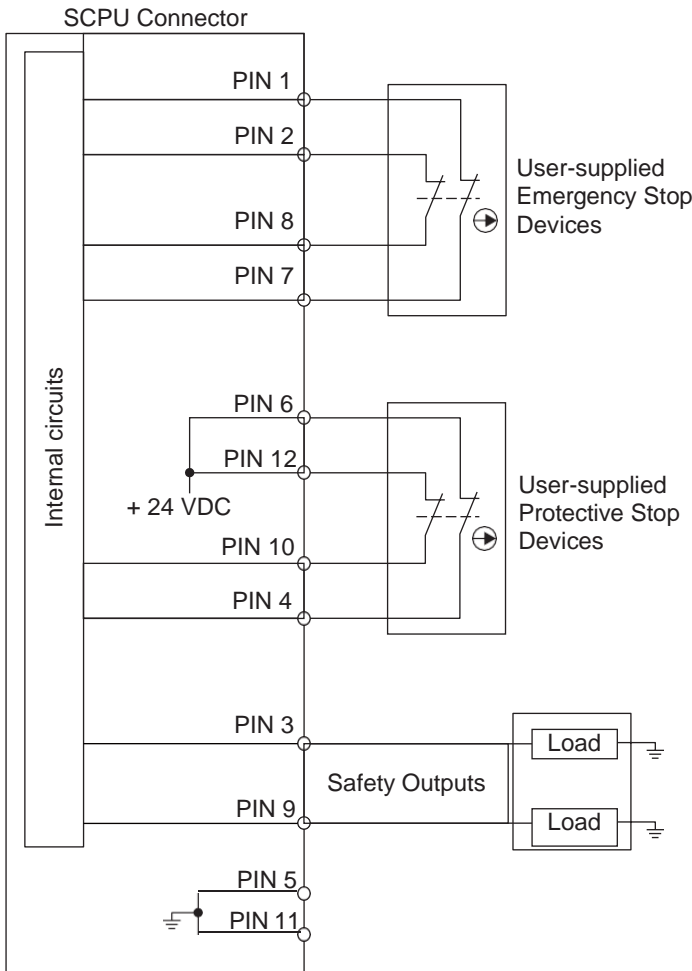 SCPU Connector
PIN 1
PIN 2
PIN 8
PIN 7
User-supplied
Emergency Stop
Devices
Internal circuits
PIN 6
PIN 12
+ 24 VDC
PIN 10
PIN 4
User-supplied
Protective Stop
Devices
PIN 3
Load
Safety Outputs
PIN 9
Load
PIN 5
PIN 11